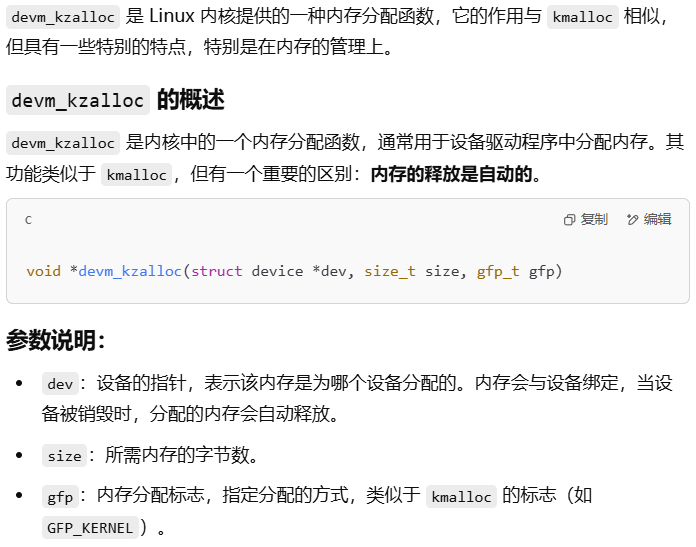 devm_kzalloc 是 Linux 内核提供的一种内存分配函数，它的作用与 kmalloc 相似，
但具有一些特别的特点，特别是在内存的管理上。
devm_kzalloc 的概述
devm_kzalloc 是内核中的一个内存分配函数，通常用于设备驱动程序中分配内存。其
功能类似于 kmalloc，但有一个重要的区别：内存的释放是自动的。
c 复制 编辑
void *devm_kzalloc(struct device *dev, size_t size, gfp_t gfp)
参数说明：
• dev：设备的指针，表示该内存是为哪个设备分配的。内存会与设备绑定，当设
备被销毁时，分配的内存会自动释放。
• size：所需内存的字节数。
• gfp：内存分配标志，指定分配的方式，类似于 kmalloc 的标志（如
GFP_KERNEL）。